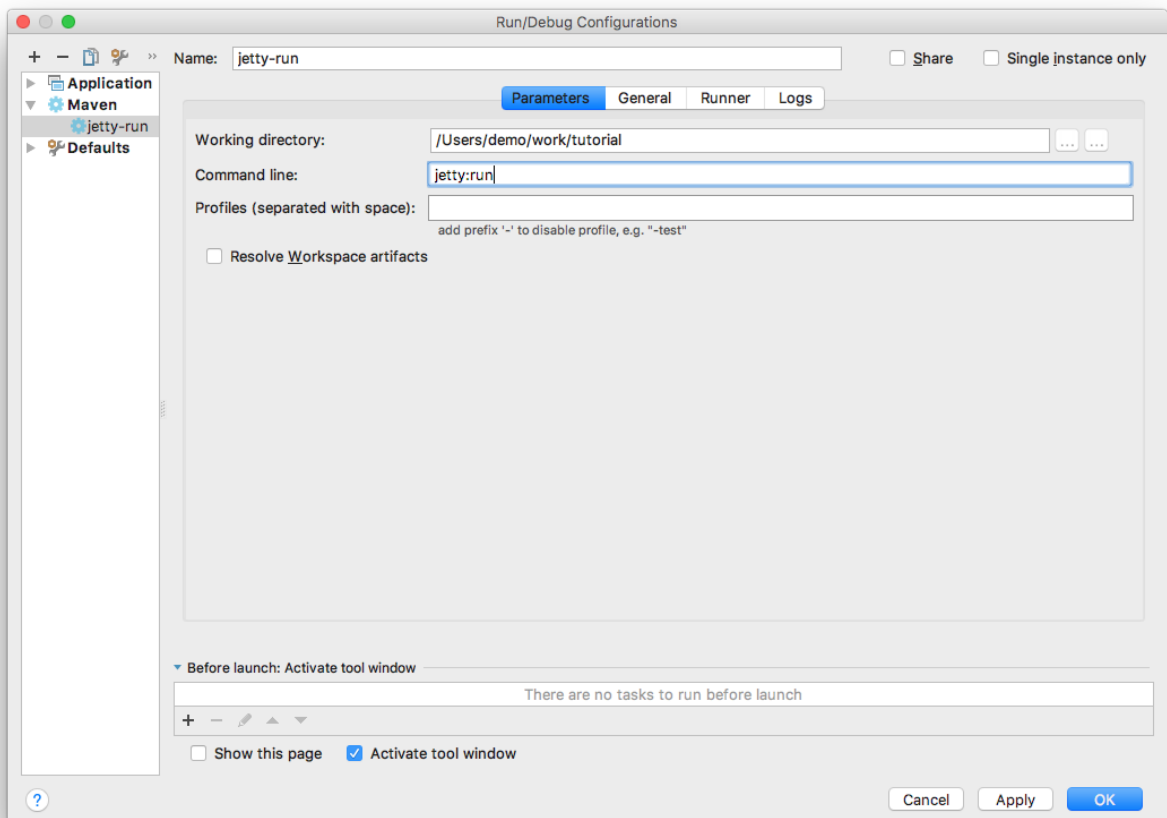 Run/Debug Configurations
+ − »
Name: jetty-run
Share
Single instance only
Application
Maven
jetty-run
Defaults
Parameters General Runner Logs
Working directory: /Users/demo/work/tutorial
... ...
Command line: jetty:run
Profiles (separated with space):
add prefix '-' to disable profile, e.g. "-test"
Resolve Workspace artifacts
Before launch: Activate tool window
There are no tasks to run before launch
+ −
Show this page Activate tool window
? Cancel Apply OK